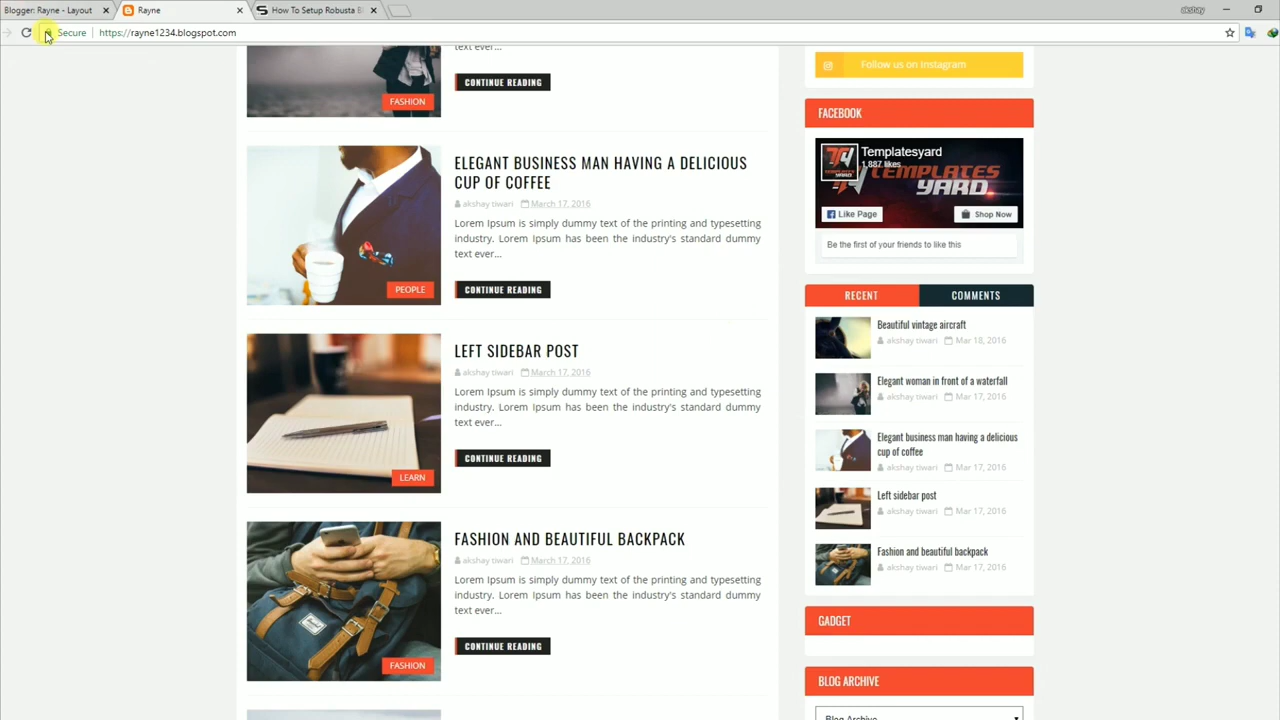 Blogger: Rayne - Layout
Rayne
How To Setup Robusta B
akshay
Secure
https://rayne1234.blogspot.com
text ever...
CONTINUE READING
FASHION
ELEGANT BUSINESS MAN HAVING A DELICIOUS
CUP OF COFFEE
akshay tiwari
March 17, 2016
Lorem Ipsum is simply dummy text of the printing and typesetting
industry. Lorem Ipsum has been the industry's standard dummy
text ever...
CONTINUE READING
PEOPLE
LEFT SIDEBAR POST
akshay tiwari
March 17, 2016
Lorem Ipsum is simply dummy text of the printing and typesetting
industry. Lorem Ipsum has been the industry's standard dummy
text ever...
CONTINUE READING
LEARN
FASHION AND BEAUTIFUL BACKPACK
akshay tiwari
March 17, 2016
Lorem Ipsum is simply dummy text of the printing and typesetting
industry. Lorem Ipsum has been the industry's standard dummy
text ever...
CONTINUE READING
FASHION
Follow us on Instagram
FACEBOOK
Templatesyard
1,887 likes
TEMPLATES
YARD
Like Page
Shop Now
Be the first of your friends to like this
RECENT
COMMENTS
Beautiful vintage aircraft
akshay tiwari
Mar 18, 2016
Elegant woman in front of a waterfall
akshay tiwari
Mar 17, 2016
Elegant business man having a delicious
cup of coffee
akshay tiwari
Mar 17, 2016
Left sidebar post
akshay tiwari
Mar 17, 2016
Fashion and beautiful backpack
akshay tiwari
Mar 17, 2016
GADGET
BLOG ARCHIVE
Blog Archive